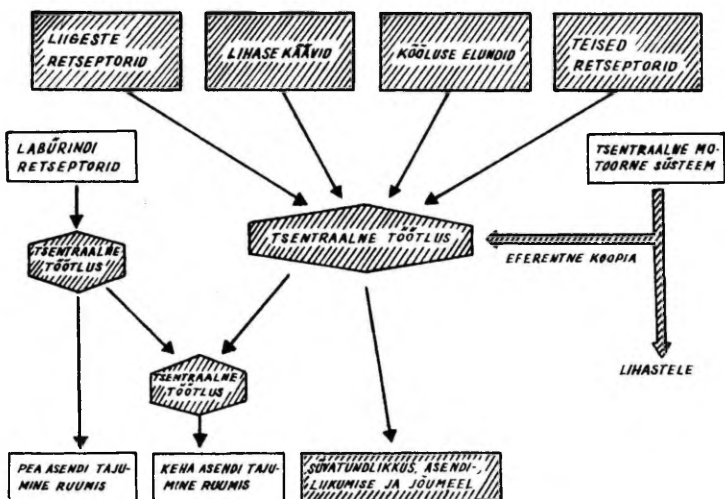 LIIGESTE
RETSEPTORID
LIHASE KÄÄVID
KÕÕLUSE ELUNDID
TEISED
RETSEPTORID
LABÜRINDI
RETSEPTORID
TSENTRAALNE MO-
TOORNE SÜSTEEM
TSENTRAALNE TÖÖTLUS
TSENTRAALNE
TÖÖTLUS
EFERENTNE KOOPIA
TSENTRAALNE
TÖÖTLUS
LIHASTELE
PEA ASENDI TAJU-
MINE RUUMIS
KEHA ASENDI TAJU-
MINE RUUMIS
SÜVATUNDLIKKUS, ASENDI-,
LIIKUMISE JA JÕUMEEL